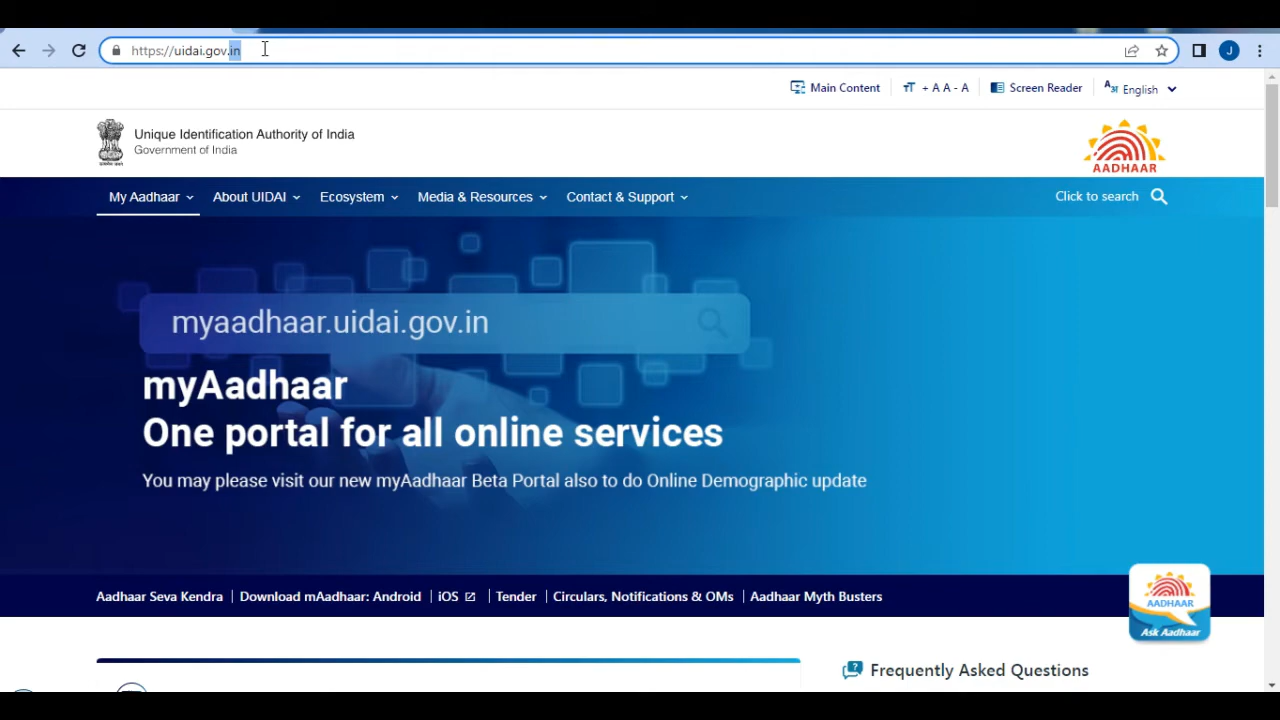 https://uidai.gov.in
J
Main Content
+ A A - A
Screen Reader
Aअ English
Unique Identification Authority of India
Government of India
AADHAAR
My Aadhaar
About UIDAI
Ecosystem
Media & Resources
Contact & Support
Click to search
myaadhaar.uidai.gov.in
myAadhaar
One portal for all online services
You may please visit our new myAadhaar Beta Portal also to do Online Demographic update
Aadhaar Seva Kendra | Download mAadhaar: Android | iOS | Tender | Circulars, Notifications & OMs | Aadhaar Myth Busters
AADHAAR
Ask Aadhaar
Frequently Asked Questions